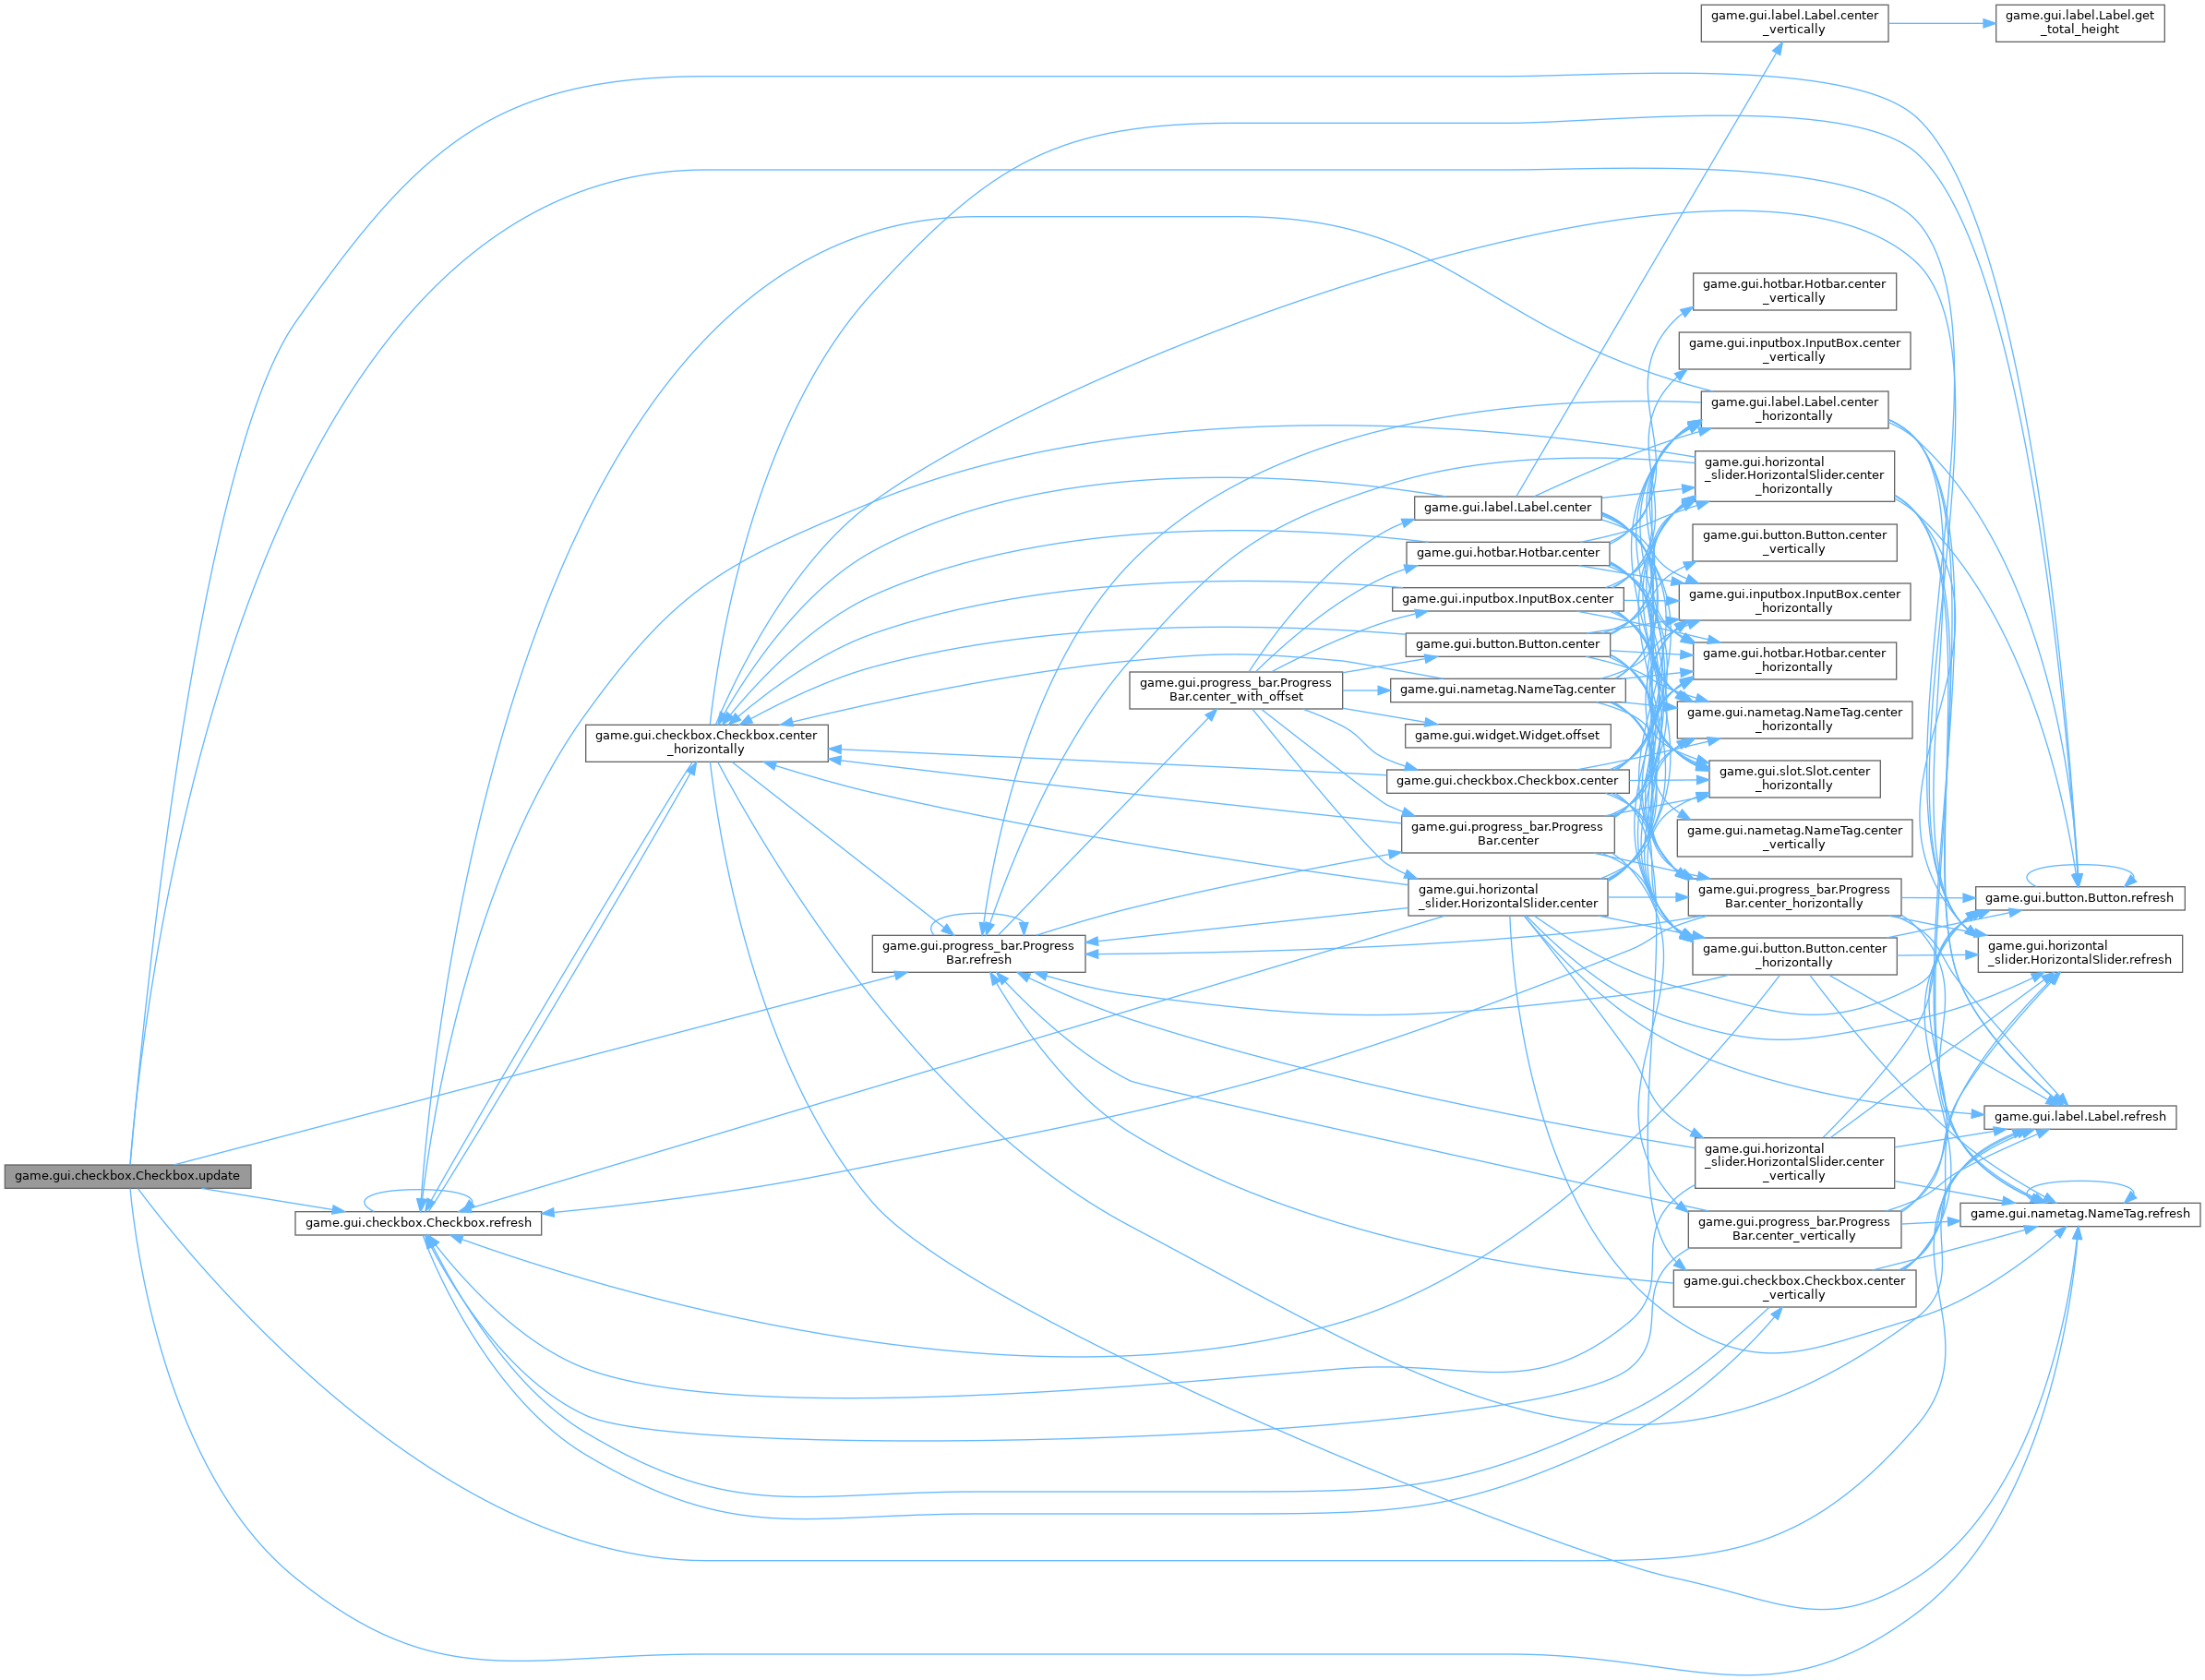 game.gui.label.Label.center
_vertically
game.gui.label.Label.get
_total_height
game.gui.hotbar.Hotbar.center
_vertically
game.gui.inputbox.InputBox.center
_vertically
game.gui.label.Label.center
_horizontally
game.gui.horizontal
_slider.HorizontalSlider.center
_horizontally
game.gui.label.Label.center
game.gui.button.Button.center
_vertically
game.gui.hotbar.Hotbar.center
game.gui.inputbox.InputBox.center
game.gui.inputbox.InputBox.center
_horizontally
game.gui.button.Button.center
game.gui.hotbar.Hotbar.center
_horizontally
game.gui.progress_bar.Progress
Bar.center_with_offset
game.gui.nametag.NameTag.center
game.gui.nametag.NameTag.center
_horizontally
game.gui.checkbox.Checkbox.center
_horizontally
game.gui.widget.Widget.offset
game.gui.checkbox.Checkbox.center
game.gui.slot.Slot.center
_horizontally
game.gui.progress_bar.Progress
Bar.center
game.gui.nametag.NameTag.center
_vertically
game.gui.horizontal
_slider.HorizontalSlider.center
game.gui.progress_bar.Progress
Bar.center_horizontally
game.gui.button.Button.refresh
game.gui.progress_bar.Progress
Bar.refresh
game.gui.button.Button.center
_horizontally
game.gui.horizontal
_slider.HorizontalSlider.refresh
game.gui.label.Label.refresh
game.gui.horizontal
_slider.HorizontalSlider.center
_vertically
game.gui.checkbox.Checkbox.update
game.gui.checkbox.Checkbox.refresh
game.gui.progress_bar.Progress
Bar.center_vertically
game.gui.nametag.NameTag.refresh
game.gui.checkbox.Checkbox.center
_vertically